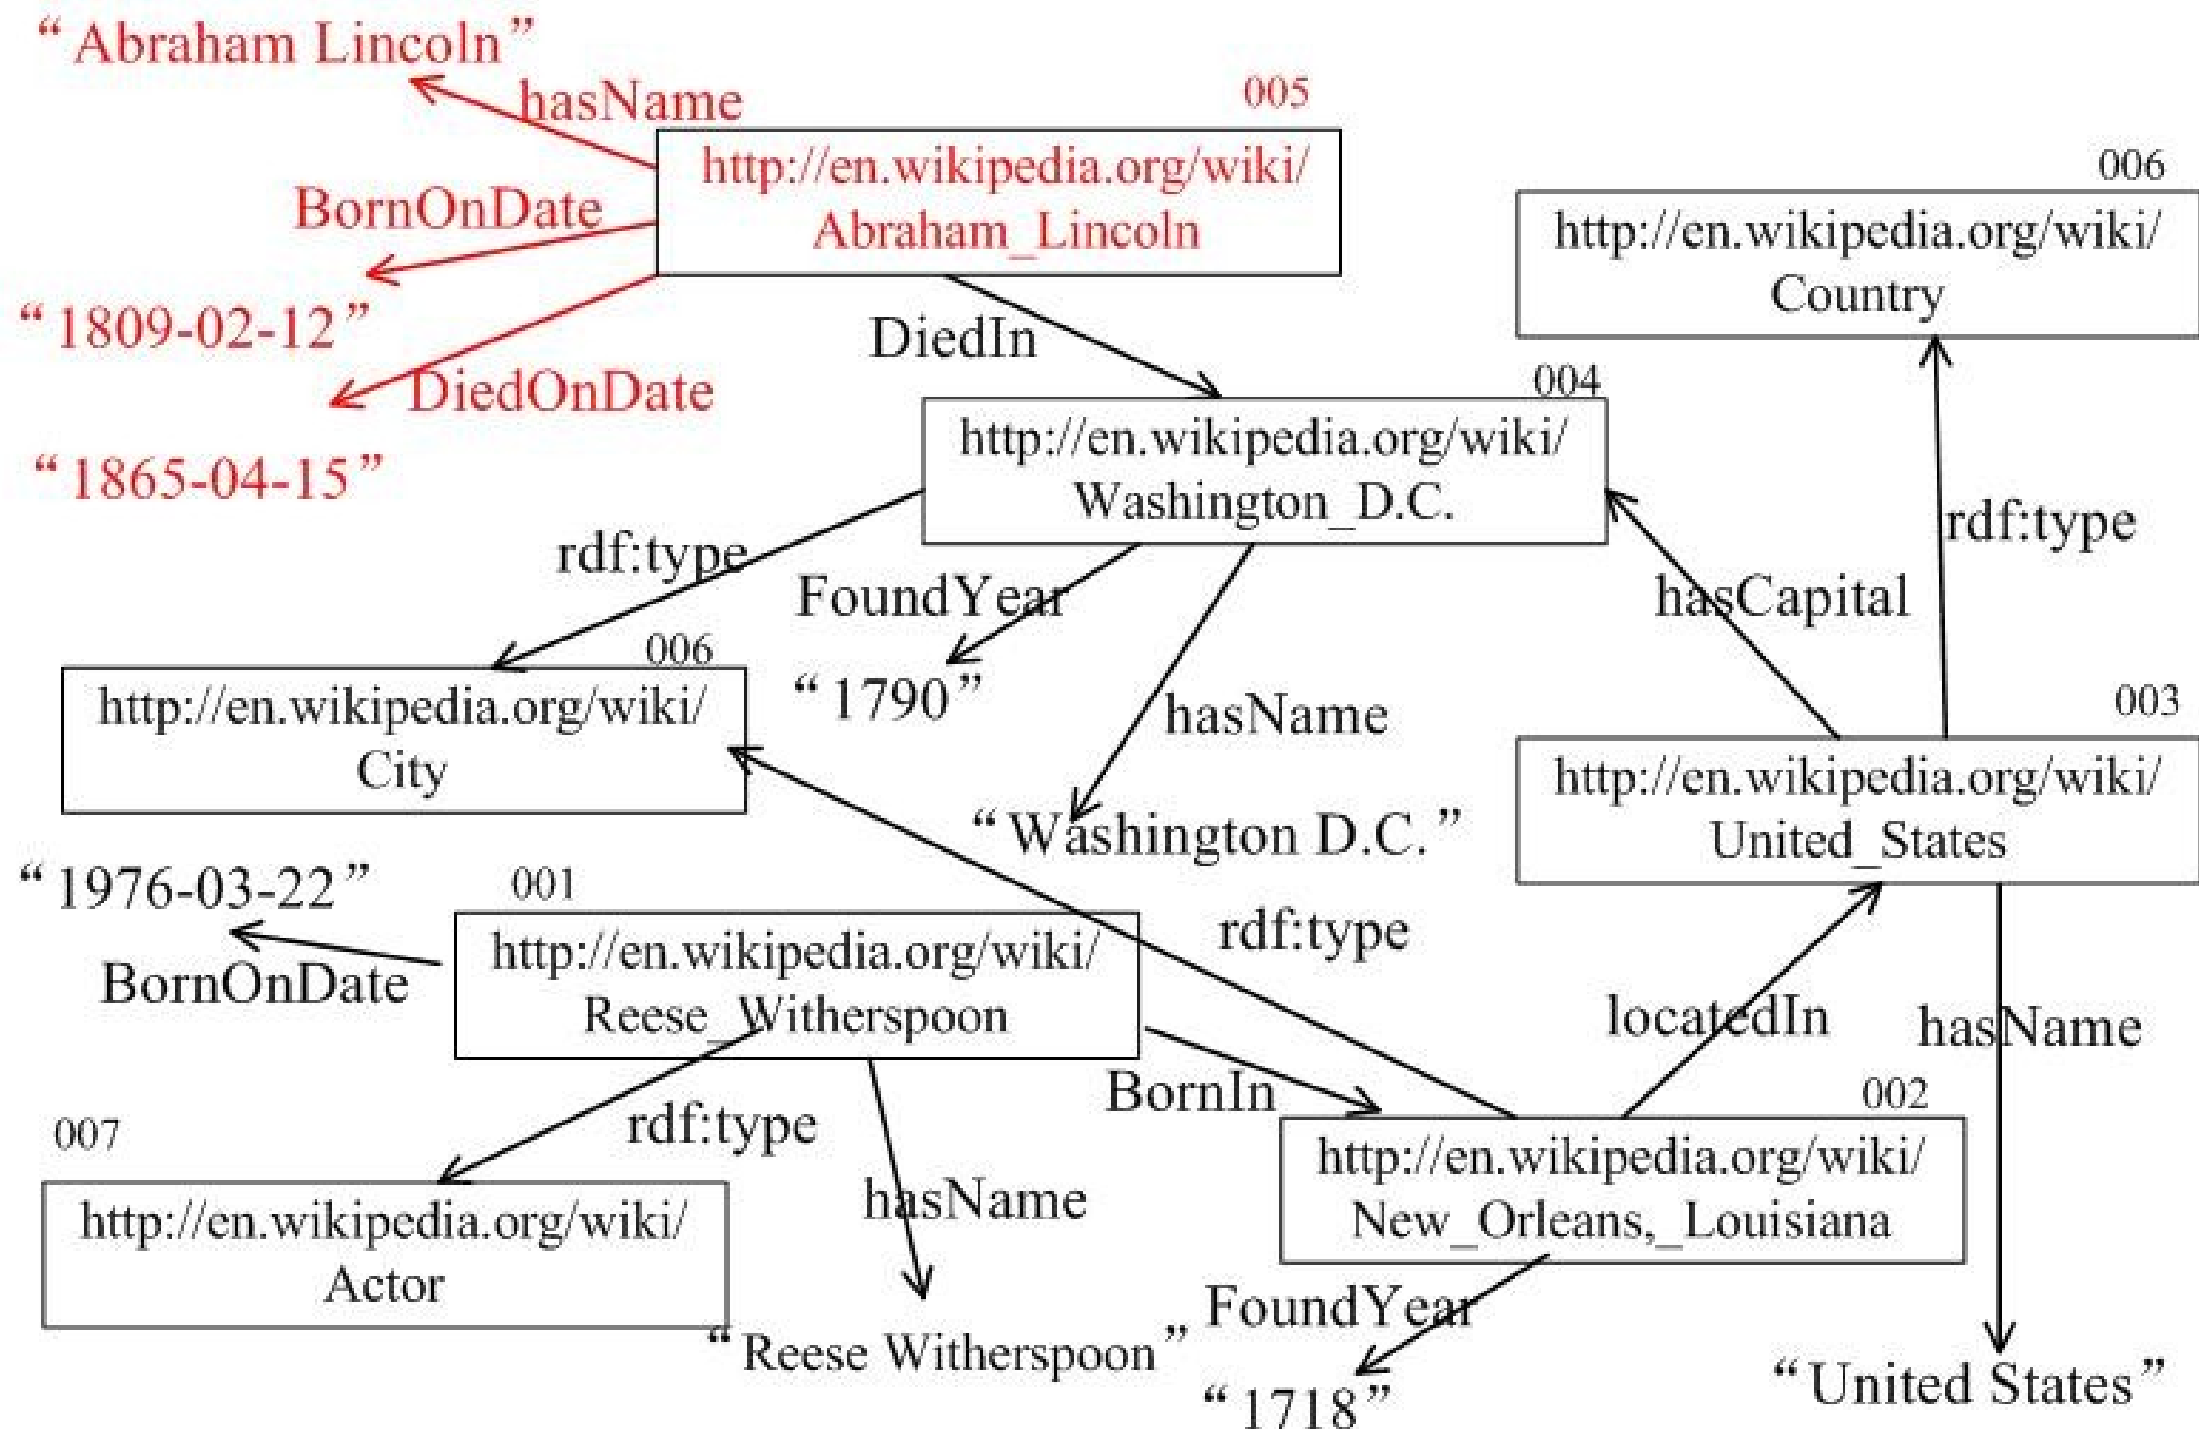 “Abraham Lincoln”
hasName
005
http://en.wikipedia.org/wiki/
Abraham_Lincoln
006
http://en.wikipedia.org/wiki/
Country
BornOnDate
“1809-02-12”
DiedIn
DiedOnDate
004
http://en.wikipedia.org/wiki/
Washington_D.C.
“1865-04-15”
rdf:type
rdf:type
FoundYear
hasCapital
006
http://en.wikipedia.org/wiki/
City
“1790”
hasName
003
http://en.wikipedia.org/wiki/
United_States
“Washington D.C.”
“1976-03-22”
001
http://en.wikipedia.org/wiki/
Reese_Witherspoon
rdf:type
BornOnDate
locatedIn
hasName
BornIn
002
http://en.wikipedia.org/wiki/
New_Orleans,_Louisiana
007
rdf:type
http://en.wikipedia.org/wiki/
Actor
hasName
“Reese Witherspoon”
FoundYear
“1718”
“United States”